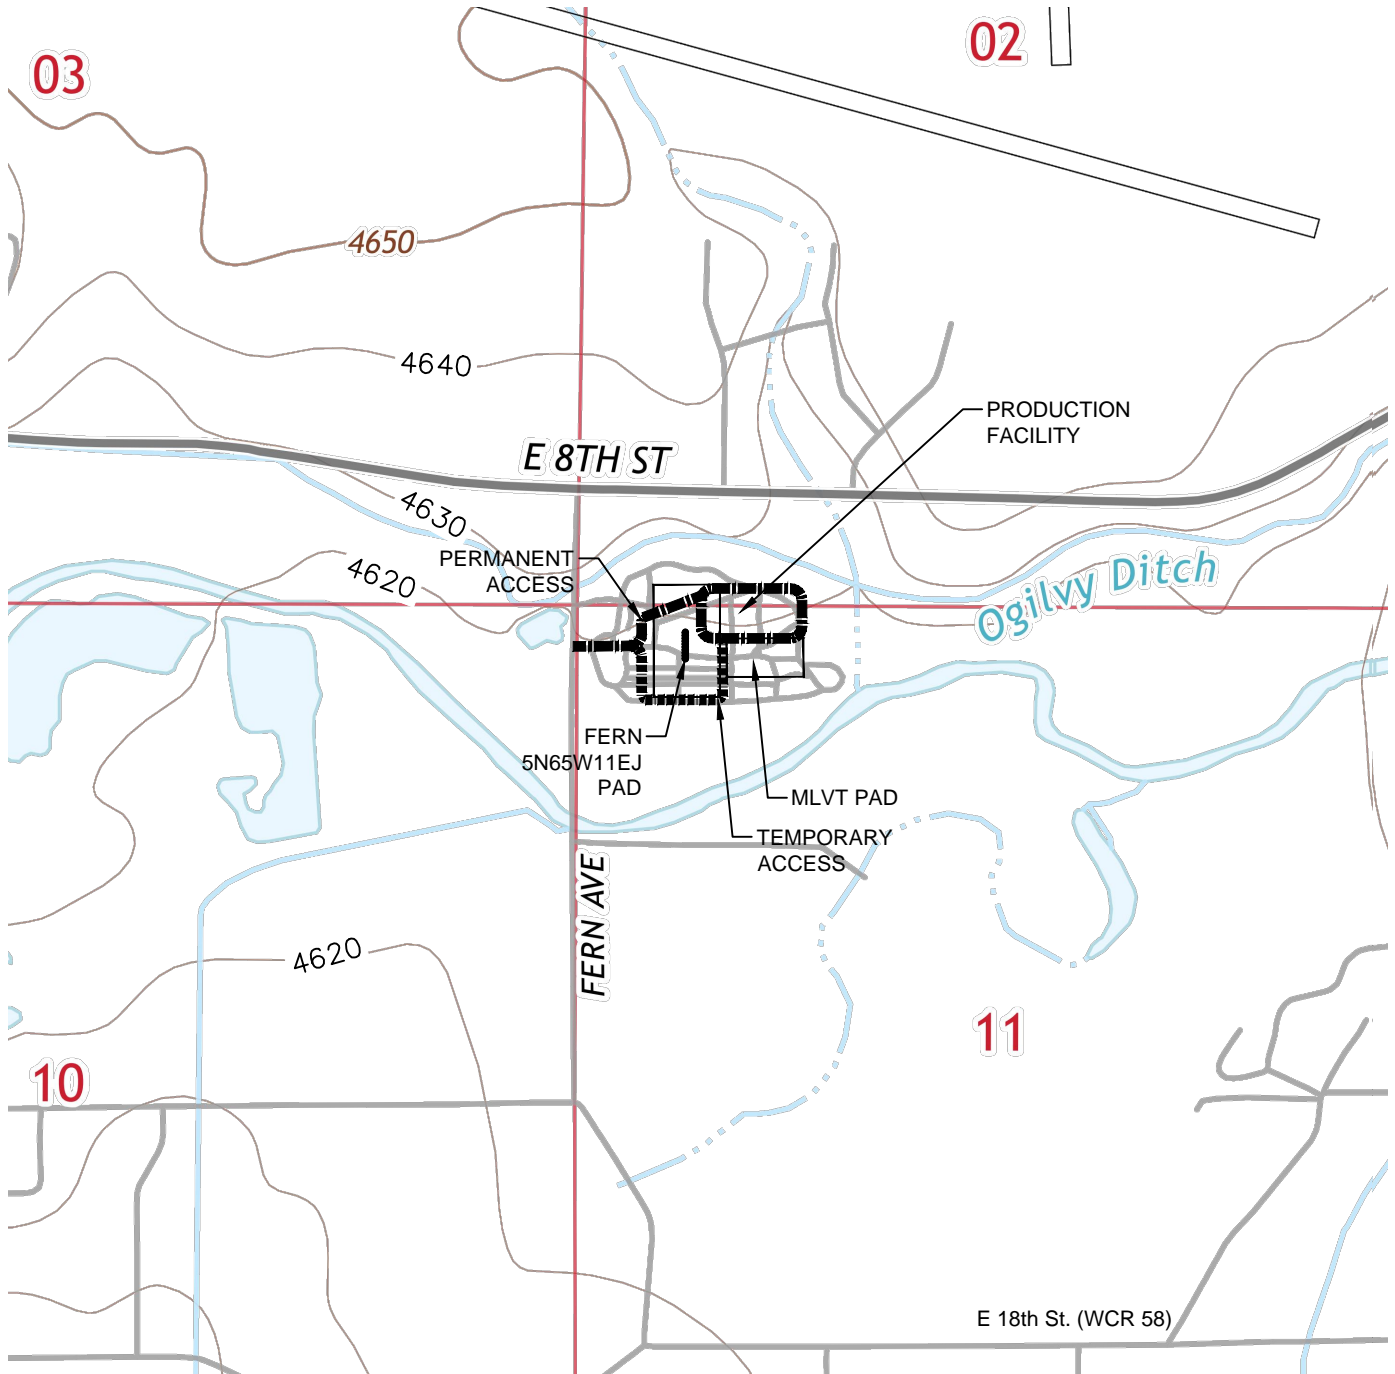 02
03
4650
4640
PRODUCTION
FACILITY
E 8TH ST
4630
PERMANENT
ACCESS
4620
Ogilvy Ditch
FERN
5N65W11EJ
PAD
MLVT PAD
TEMPORARY
ACCESS
FERN AVE
4620
11
10
E 18th St. (WCR 58)